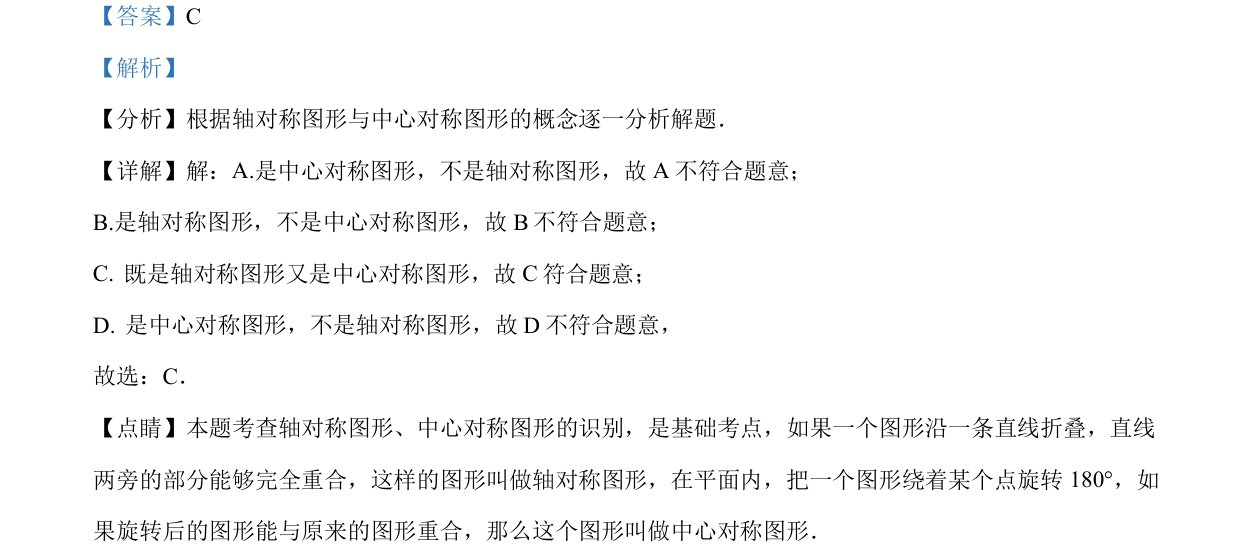 【答案】C
【解析】
【分析】根据轴对称图形与中心对称图形的概念逐一分析解题．
【详解】解：A.是中心对称图形，不是轴对称图形，故 A 不符合题意；
B.是轴对称图形，不是中心对称图形，故 B 不符合题意；
C. 既是轴对称图形又是中心对称图形，故 C 符合题意；
D. 是中心对称图形，不是轴对称图形，故 D 不符合题意，
故选：C．
【点睛】本题考查轴对称图形、中心对称图形的识别，是基础考点，如果一个图形沿一条直线折叠，直线
两旁的部分能够完全重合，这样的图形叫做轴对称图形，在平面内，把一个图形绕着某个点旋转 180°，如
果旋转后的图形能与原来的图形重合，那么这个图形叫做中心对称图形．